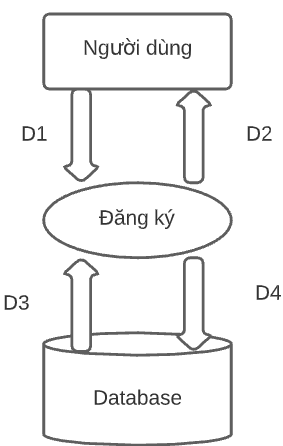 Người dùng
D1
D2
Đăng ký
D3
D4
Database